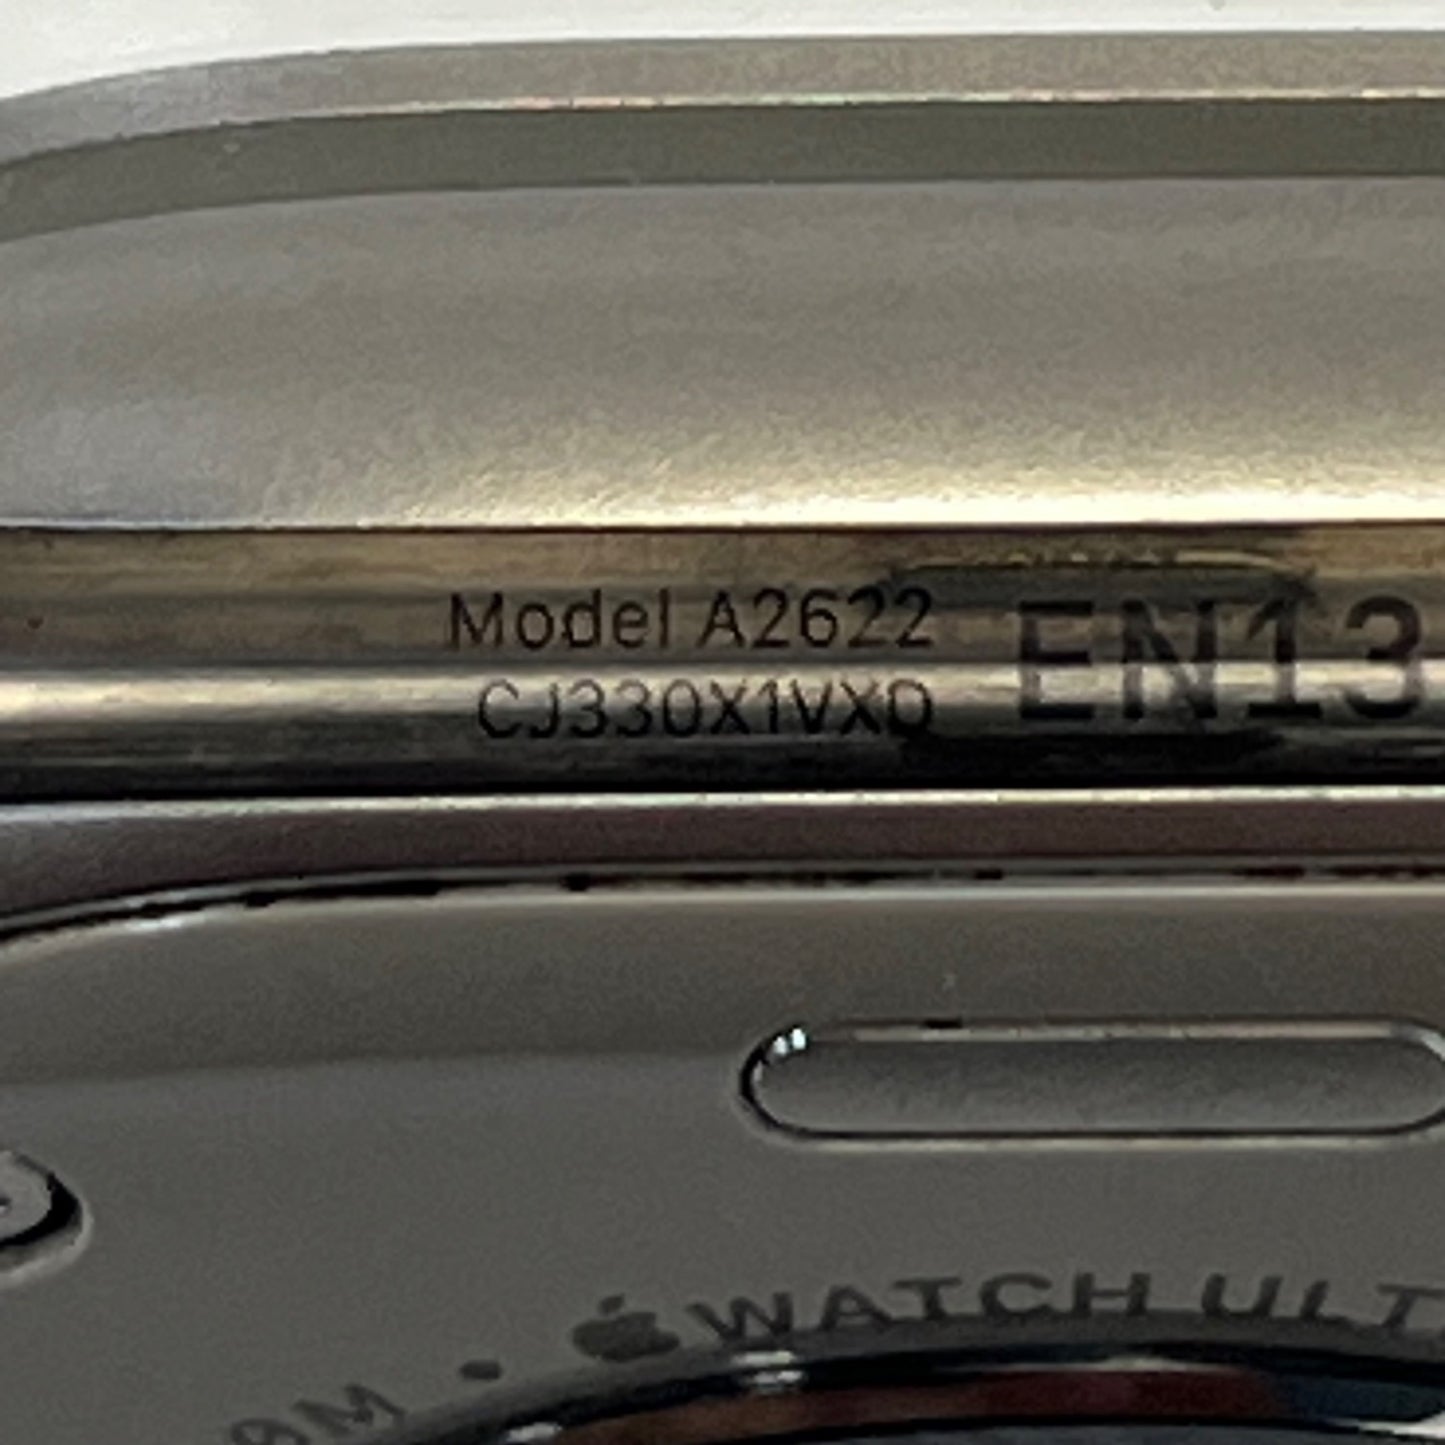 Model A2622
CJ330X1VXD
EN13
WATCH ULT